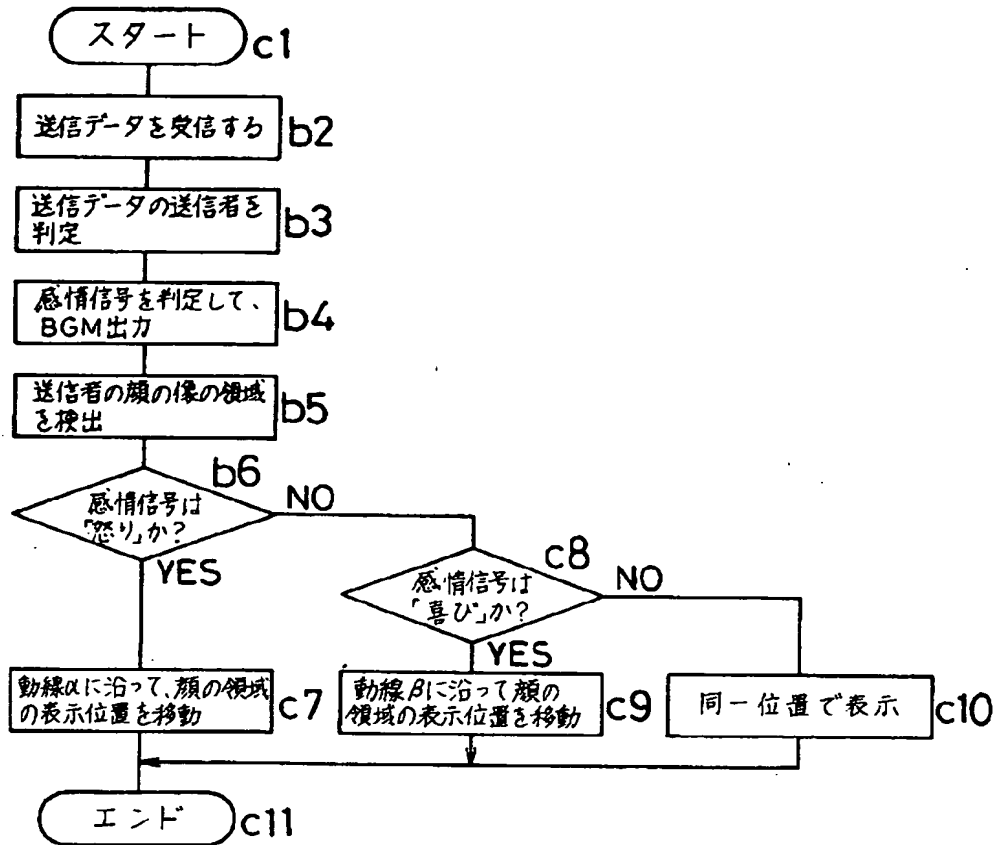 スタート
c1
送信データを受信する
b2
送信データの送信者を
判定
b3
感情信号を判定して、
BGM出力
b4
送信者の顔の像の領域
を検出
b5
b6
感情信号は
「怒り」か?
NO
YES
c8
感情信号は
「喜び」か?
NO
YES
動線αに沿って、顔の領域
の表示位置を移動
c7
動線βに沿って顔の
領域の表示位置を移動
c9
同一位置で表示
c10
エンド
c11